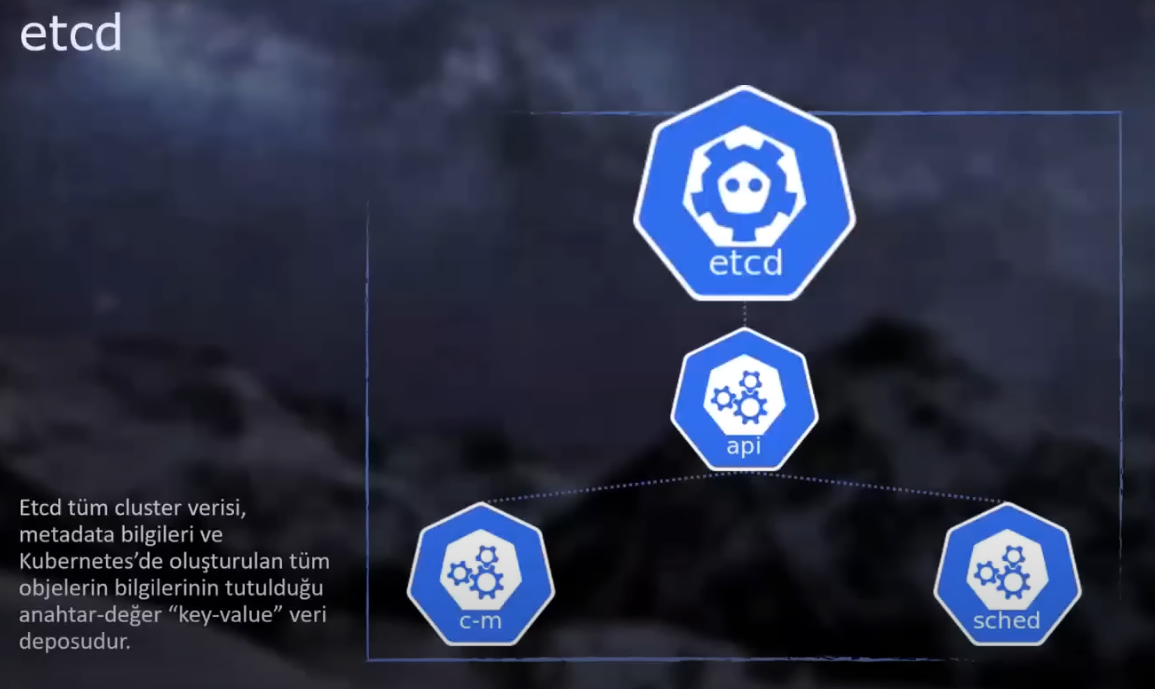 etcd
etcd
api
c-m
sched
Etcd tüm cluster verisi,
metadata bilgileri ve
Kubernetes’de oluşturulan tüm
objelerin bilgilerinin tutulduğu
anahtar-değer “key-value” veri
deposudur.